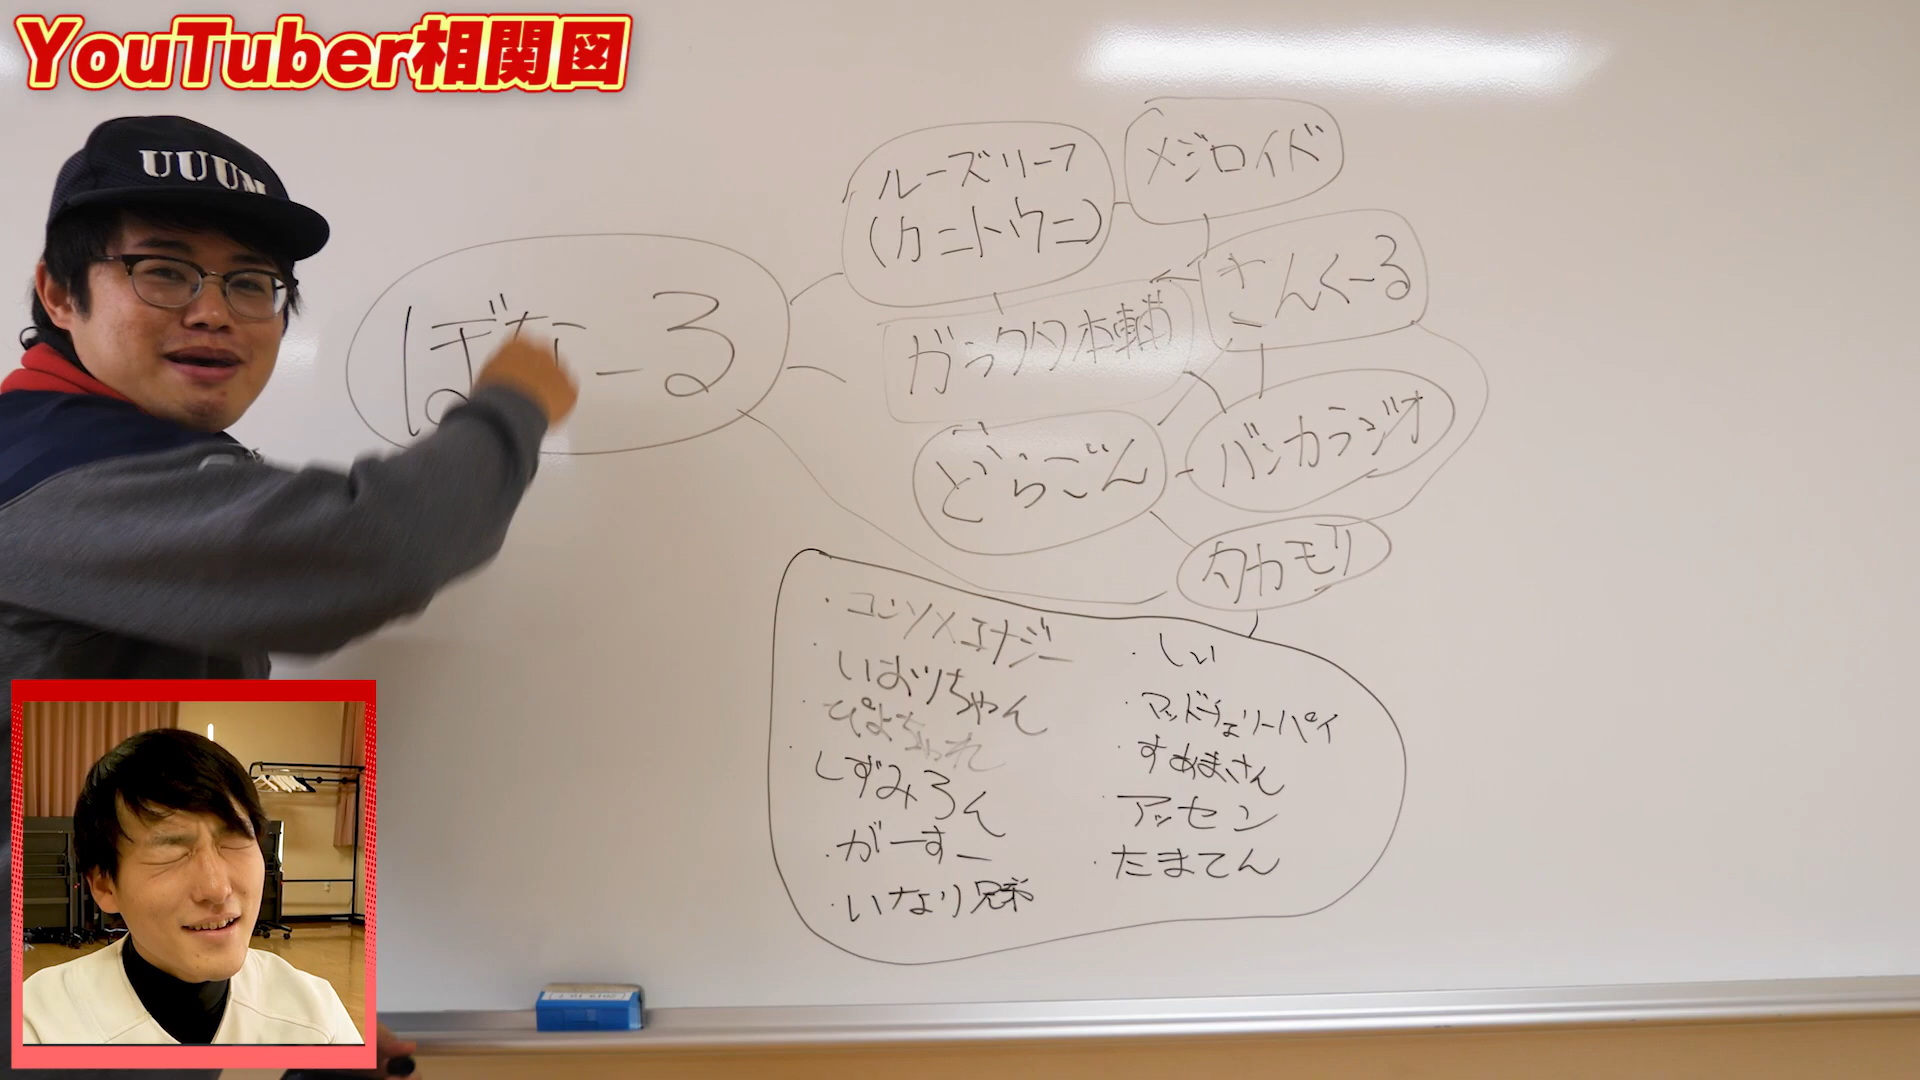 YouTuber相関図
UUUM
ばなーる
ルーズリーフ
(カニトウニ)
メジロイド
さんくーる
ガラクタ本舗
どらごん
バンカラジオ
タカモリ
・コンソメエナジー
・いおりちゃん
・ぴよちゃれ
・しずみろん
・がーすー
・いなり兄弟
・しい
・マッドチェリーパイ
・すあまさん
・アッセン
・たまてん